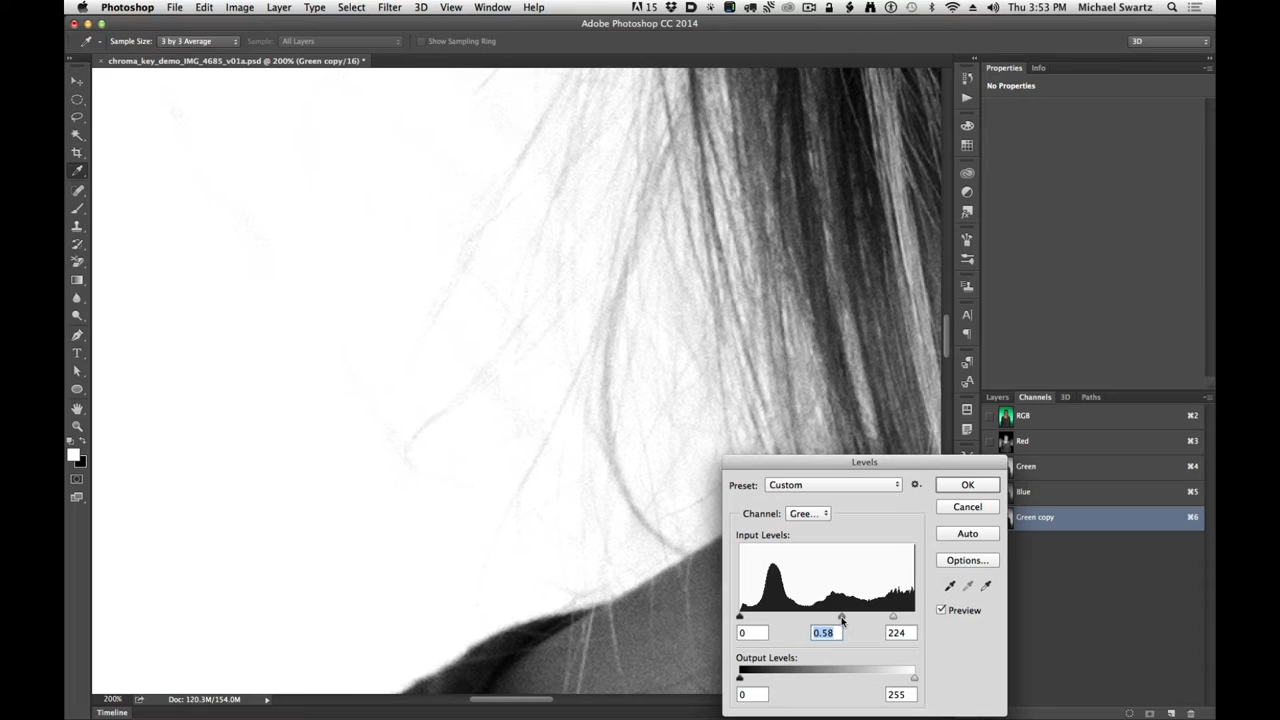 Photoshop File Edit Image Layer Type Select Filter 3D View Window Help 15 Thu 3:53 PM Michael Swartz
Adobe Photoshop CC 2014
Sample Size: 3 by 3 Average Sample: All Layers Show Sampling Ring 3D
× chroma_key_demo_IMG_4685_v01a.psd @ 200% (Green copy/16) *
Properties Info
No Properties
Layers Channels 3D Paths
RGB ⌘2
Red ⌘3
Green ⌘4
Blue ⌘5
Green copy ⌘6
Levels
Preset: Custom OK
Cancel
Channel: Gree...
Auto
Input Levels:
Options...
Preview
0 0.58 224
Output Levels:
0 255
200% Doc: 120.3M/154.0M
Timeline